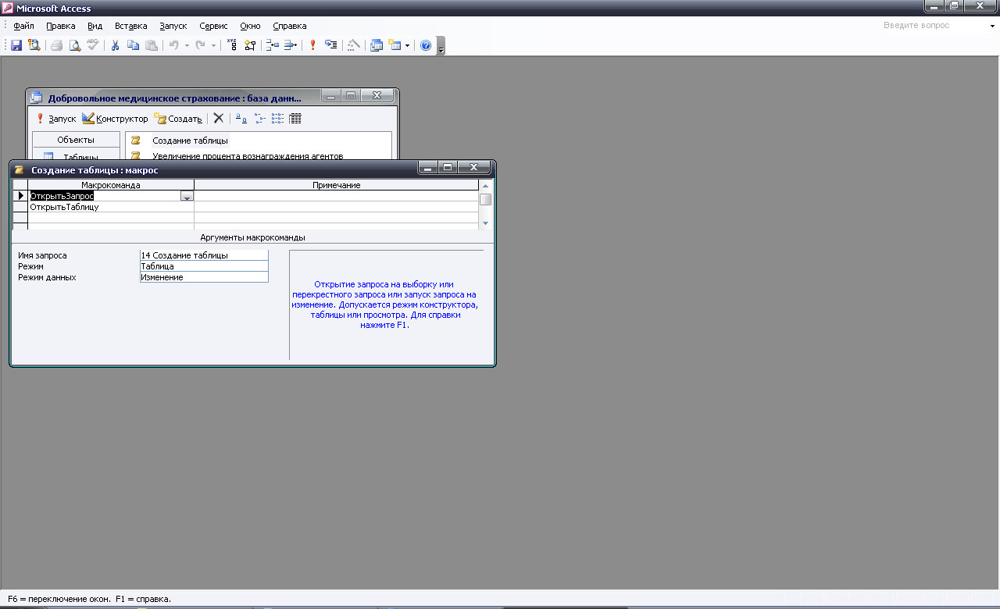 Microsoft Access
Файл Правка Вид Вставка Запуск Сервис Окно Справка Введите вопрос
Добровольное медицинское страхование : база данн...
Запуск Конструктор Создать
Объекты Создание таблицы
Таблицы Увеличение процента вознаграждения агентов
Создание таблицы : макрос
Макрокоманда Примечание
ОткрытьЗапрос
ОткрытьТаблицу
Аргументы макрокоманды
Имя запроса 14 Создание таблицы
Режим Таблица
Режим данных Изменение
Открытие запроса на выборку или
перекрестного запроса или запуск запроса на
изменение. Допускается режим конструктора,
таблицы или просмотра. Для справки
нажмите F1.
F6 = переключение окон. F1 = справка.